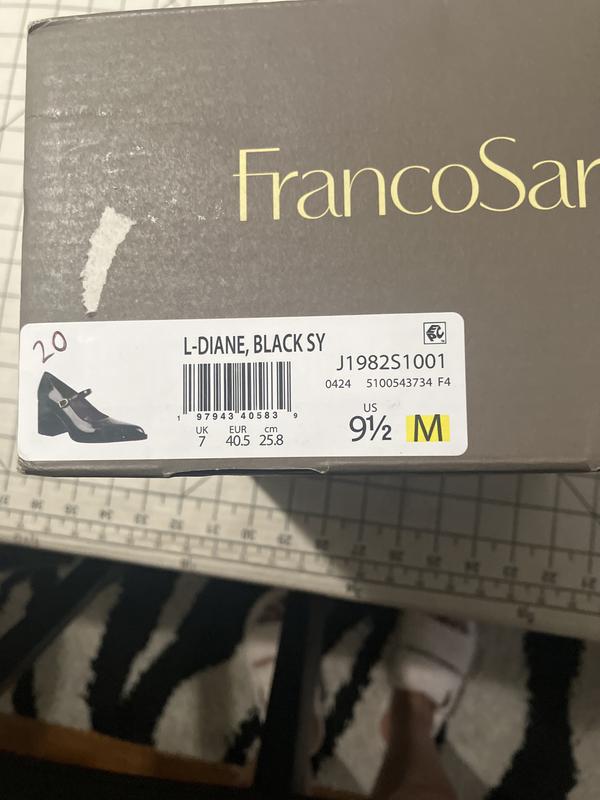 FrancoSar
20
L-DIANE, BLACK SY
J1982S1001
0424 5100543734 F4
1 97943 40583 9
UK EUR cm
7 40.5 25.8
US
9½ M